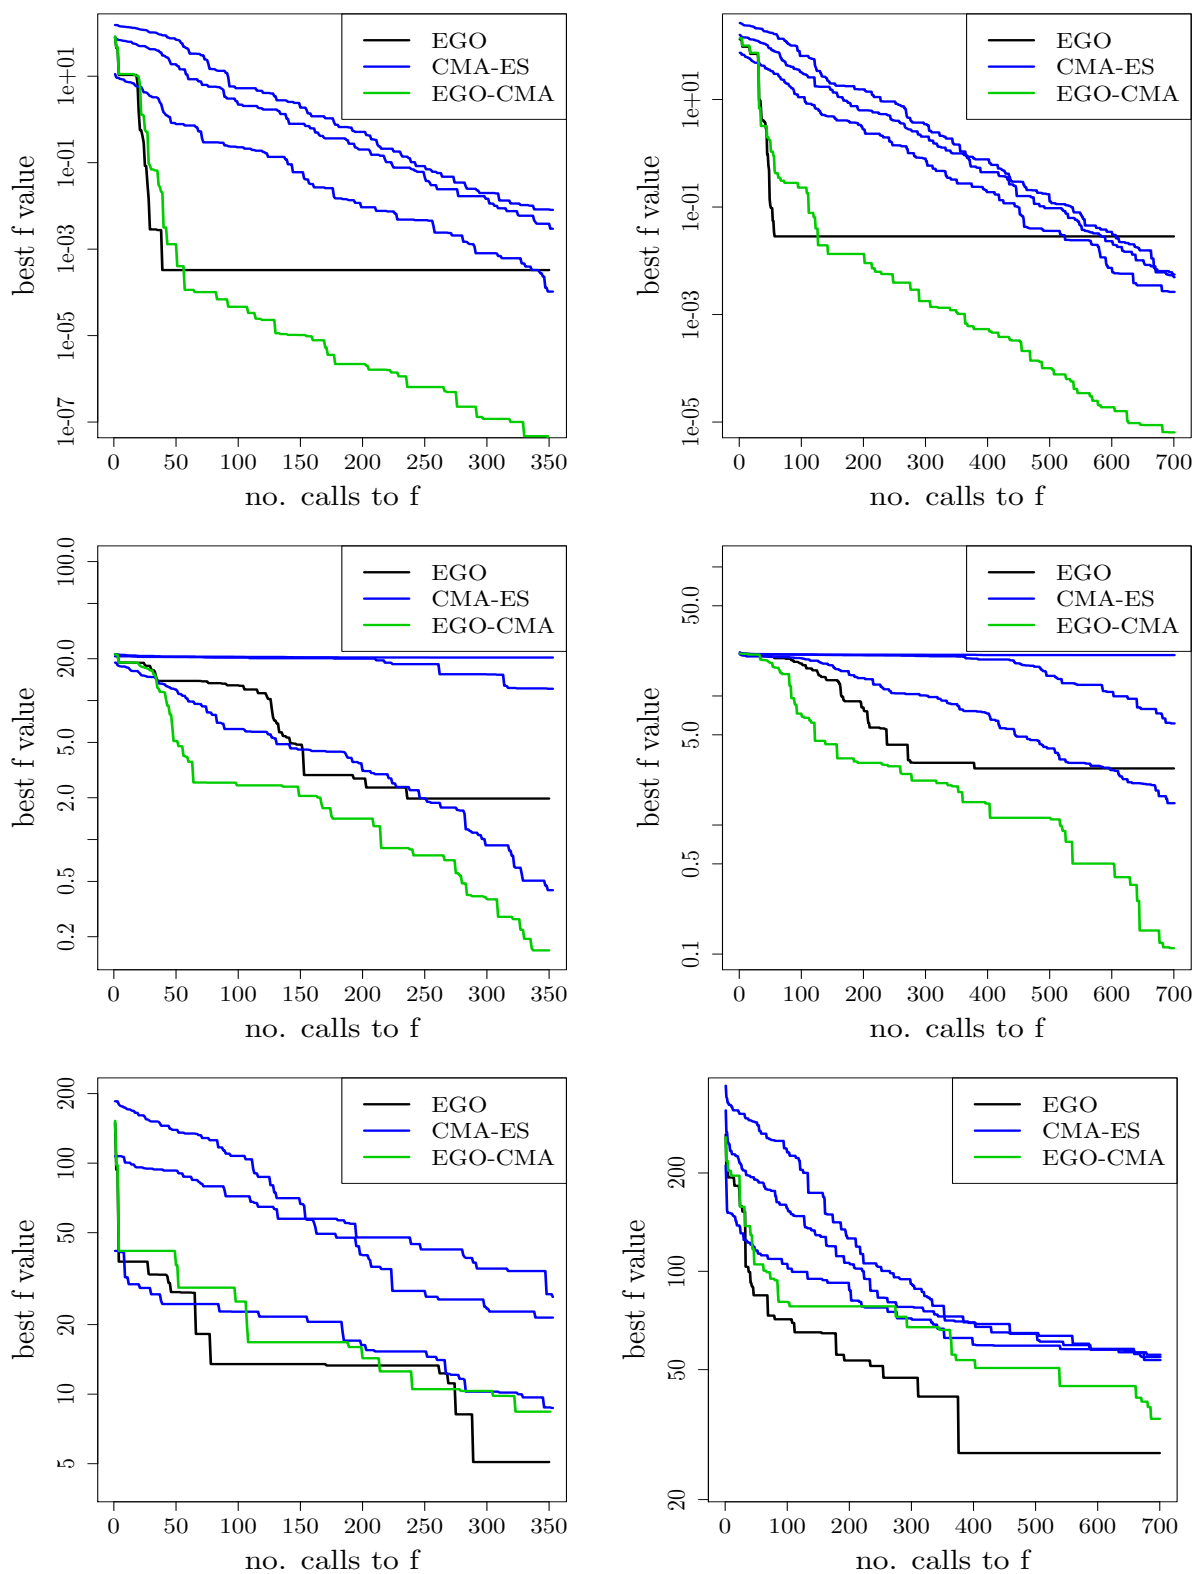 EGO
CMA-ES
EGO-CMA
best f value
1e+01
1e-01
1e-03
1e-05
1e-07
0 50 100 150 200 250 300 350
no. calls to f
EGO
CMA-ES
EGO-CMA
best f value
1e+01
1e-01
1e-03
1e-05
0 100 200 300 400 500 600 700
no. calls to f
EGO
CMA-ES
EGO-CMA
best f value
100.0
20.0
5.0
2.0
0.5
0.2
0 50 100 150 200 250 300 350
no. calls to f
EGO
CMA-ES
EGO-CMA
best f value
50.0
5.0
0.5
0.1
0 100 200 300 400 500 600 700
no. calls to f
EGO
CMA-ES
EGO-CMA
best f value
200
100
50
20
10
5
0 50 100 150 200 250 300 350
no. calls to f
EGO
CMA-ES
EGO-CMA
best f value
200
100
50
20
0 100 200 300 400 500 600 700
no. calls to f